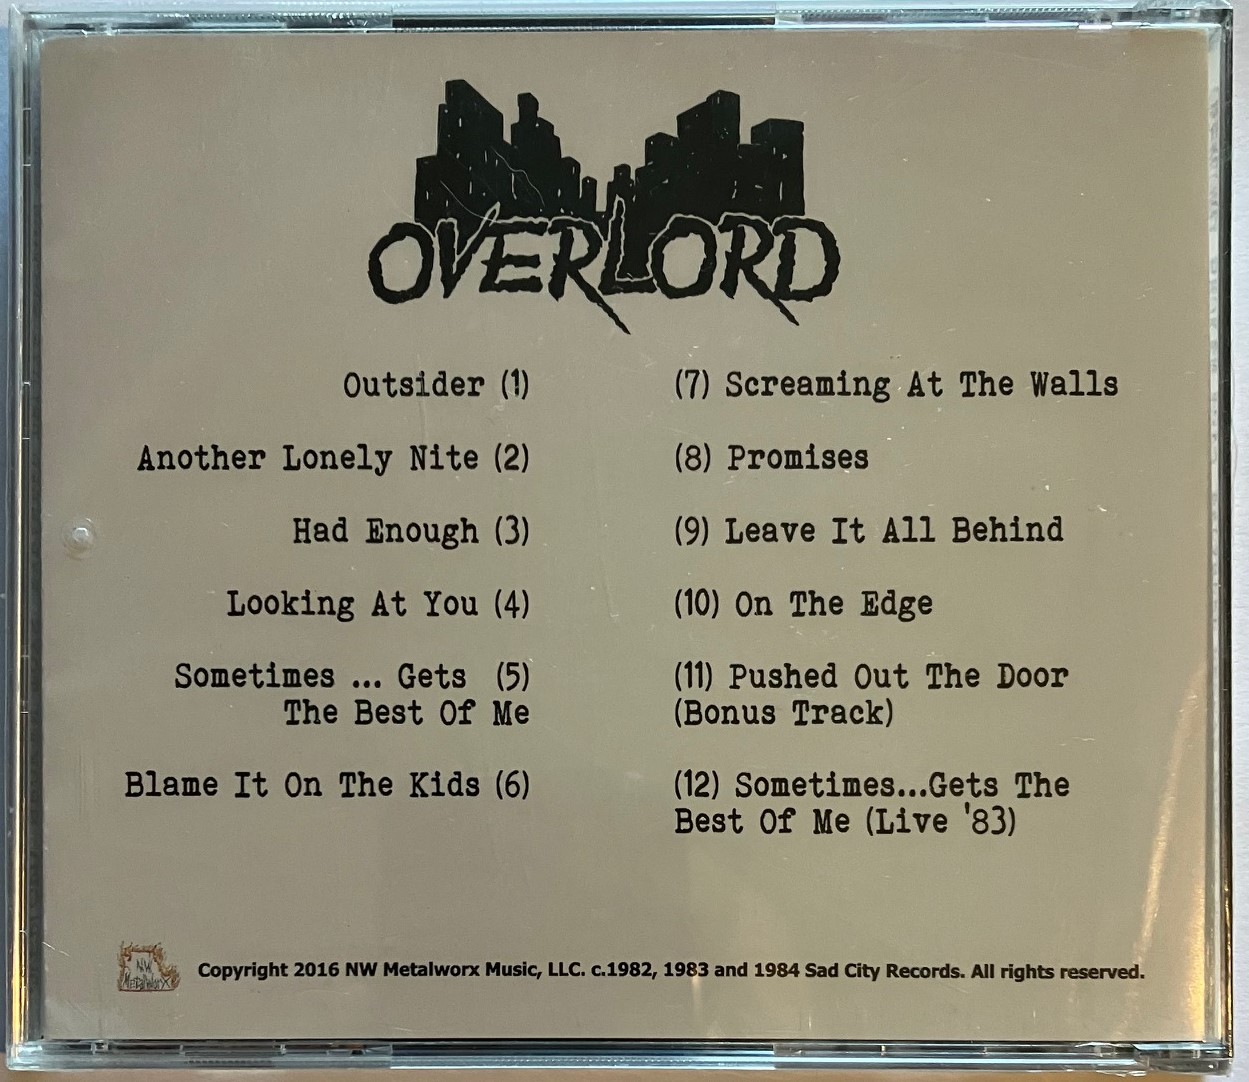 OVERLORD
Outsider (1)
Another Lonely Nite (2)
Had Enough (3)
Looking At You (4)
Sometimes ... Gets (5)
The Best Of Me
Blame It On The Kids (6)
(7) Screaming At The Walls
(8) Promises
(9) Leave It All Behind
(10) On The Edge
(11) Pushed Out The Door
(Bonus Track)
(12) Sometimes...Gets The
Best Of Me (Live '83)
NW
MetalworX
Copyright 2016 NW Metalworx Music, LLC. c.1982, 1983 and 1984 Sad City Records. All rights reserved.